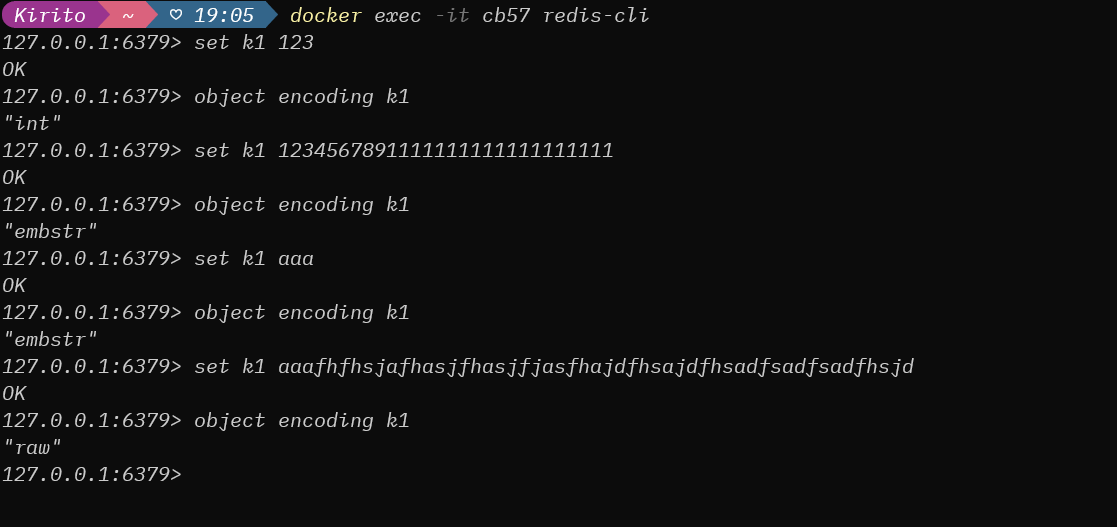 Kirito ~ ♡ 19:05 docker exec -it cb57 redis-cli
127.0.0.1:6379> set k1 123
OK
127.0.0.1:6379> object encoding k1
"int"
127.0.0.1:6379> set k1 1234567891111111111111111111
OK
127.0.0.1:6379> object encoding k1
"embstr"
127.0.0.1:6379> set k1 aaa
OK
127.0.0.1:6379> object encoding k1
"embstr"
127.0.0.1:6379> set k1 aaafhfhsjafhasjfhasjfjasfhajdfhsajdfhsadfsadfsadfhsjd
OK
127.0.0.1:6379> object encoding k1
"raw"
127.0.0.1:6379>